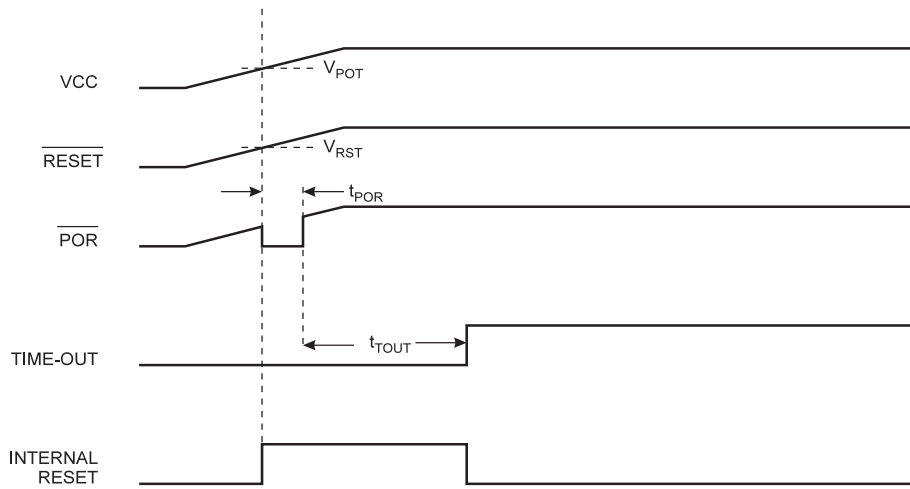 VCC
V_POT
RESET
V_RST
t_POR
POR
t_TOUT
TIME-OUT
INTERNAL
RESET